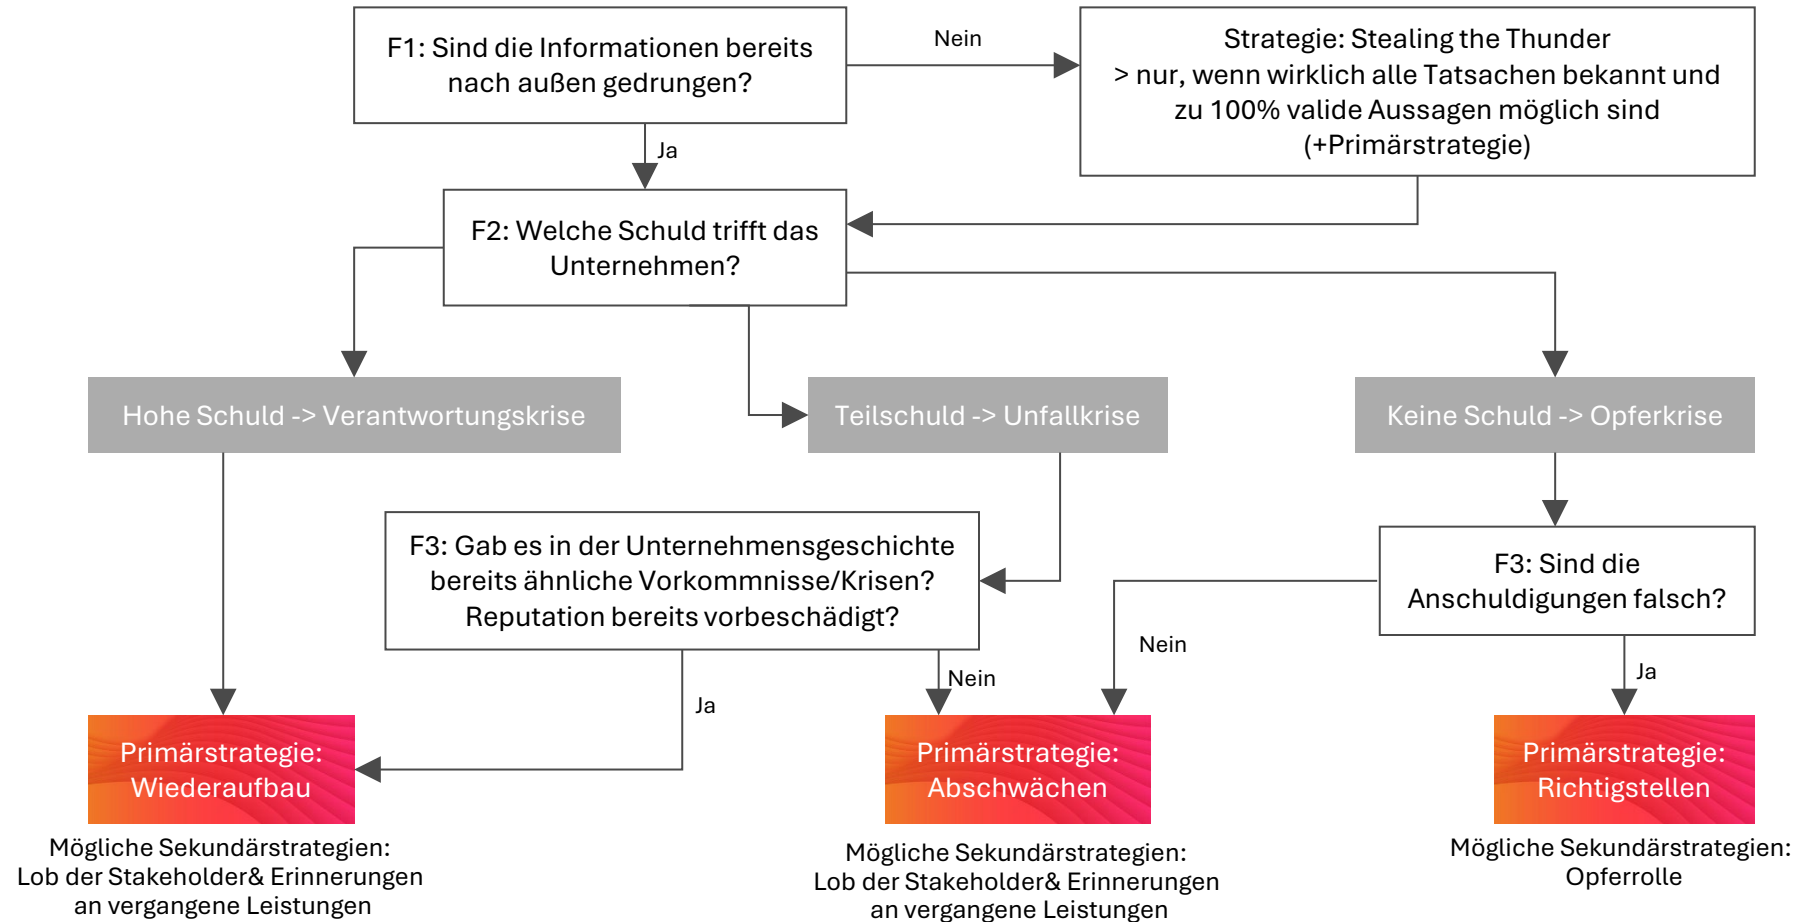 F1: Sind die Informationen bereits
nach außen gedrungen?
Nein
Strategie: Stealing the Thunder
> nur, wenn wirklich alle Tatsachen bekannt und
zu 100% valide Aussagen möglich sind
(+Primärstrategie)
Ja
F2: Welche Schuld trifft das
Unternehmen?
Hohe Schuld -> Verantwortungskrise
Teilschuld -> Unfallkrise
Keine Schuld -> Opferkrise
F3: Gab es in der Unternehmensgeschichte
bereits ähnliche Vorkommnisse/Krisen?
Reputation bereits vorbeschädigt?
F3: Sind die
Anschuldigungen falsch?
Nein
Ja
Nein
Ja
Primärstrategie:
Wiederaufbau
Primärstrategie:
Abschwächen
Primärstrategie:
Richtigstellen
Mögliche Sekundärstrategien:
Lob der Stakeholder& Erinnerungen
an vergangene Leistungen
Mögliche Sekundärstrategien:
Lob der Stakeholder& Erinnerungen
an vergangene Leistungen
Mögliche Sekundärstrategien:
Opferrolle